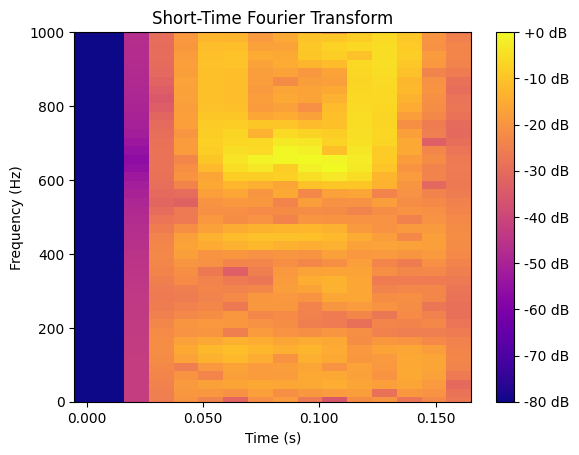 Short-Time Fourier Transform
1000
800
600
400
200
0
Frequency (Hz)
0.000
0.050
0.100
0.150
Time (s)
+0 dB
-10 dB
-20 dB
-30 dB
-40 dB
-50 dB
-60 dB
-70 dB
-80 dB